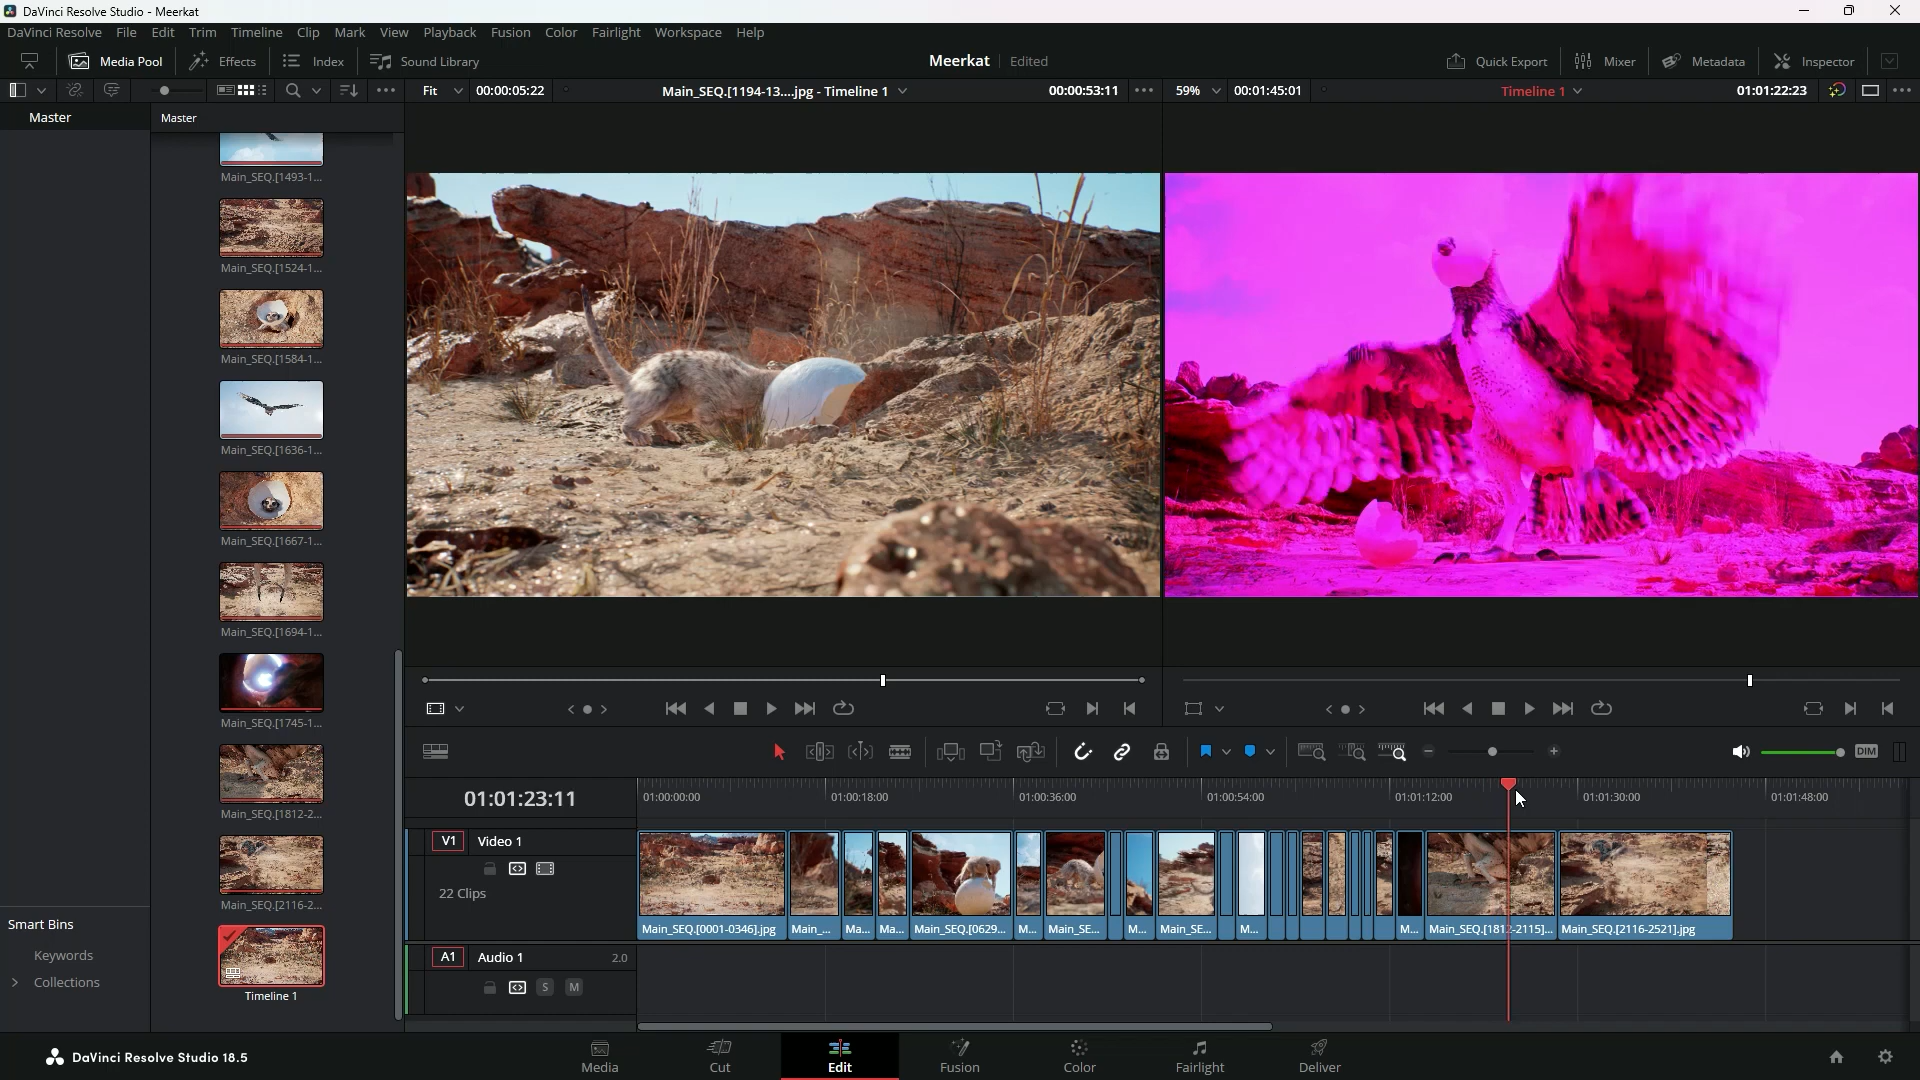 DaVinci Resolve Studio - Meerkat
DaVinci Resolve File Edit Trim Timeline Clip Mark View Playback Fusion Color Fairlight Workspace Help
Media Pool Effects Index Sound Library Meerkat Edited Quick Export Mixer Metadata Inspector
Fit 00:00:05:22 Main_SEQ.[1194-13....jpg - Timeline 1 00:00:53:11 59% 00:01:45:01 Timeline 1 01:01:22:23
Master
Master
Main_SEQ.[1493-1...
Main_SEQ.[1524-1...
Main_SEQ.[1584-1...
Main_SEQ.[1636-1...
Main_SEQ.[1667-1...
Main_SEQ.[1694-1...
Main_SEQ.[1745-1...
Main_SEQ.[1812-2...
Main_SEQ.[2116-2...
Timeline 1
Smart Bins
Keywords
Collections
DIM
01:01:23:11
01:00:00:00 01:00:18:00 01:00:36:00 01:00:54:00 01:01:12:00 01:01:30:00 01:01:48:00
V1 Video 1
22 Clips
Main_SEQ.[0001-0346].jpg Main_... Ma... Ma... Main_SEQ.[0629... M... Main_SE... M... Main_SE... M... M... Main_SEQ.[1812-2115]... Main_SEQ.[2116-2521].jpg
A1 Audio 1 2.0
S M
DaVinci Resolve Studio 18.5
Media Cut Edit Fusion Color Fairlight Deliver